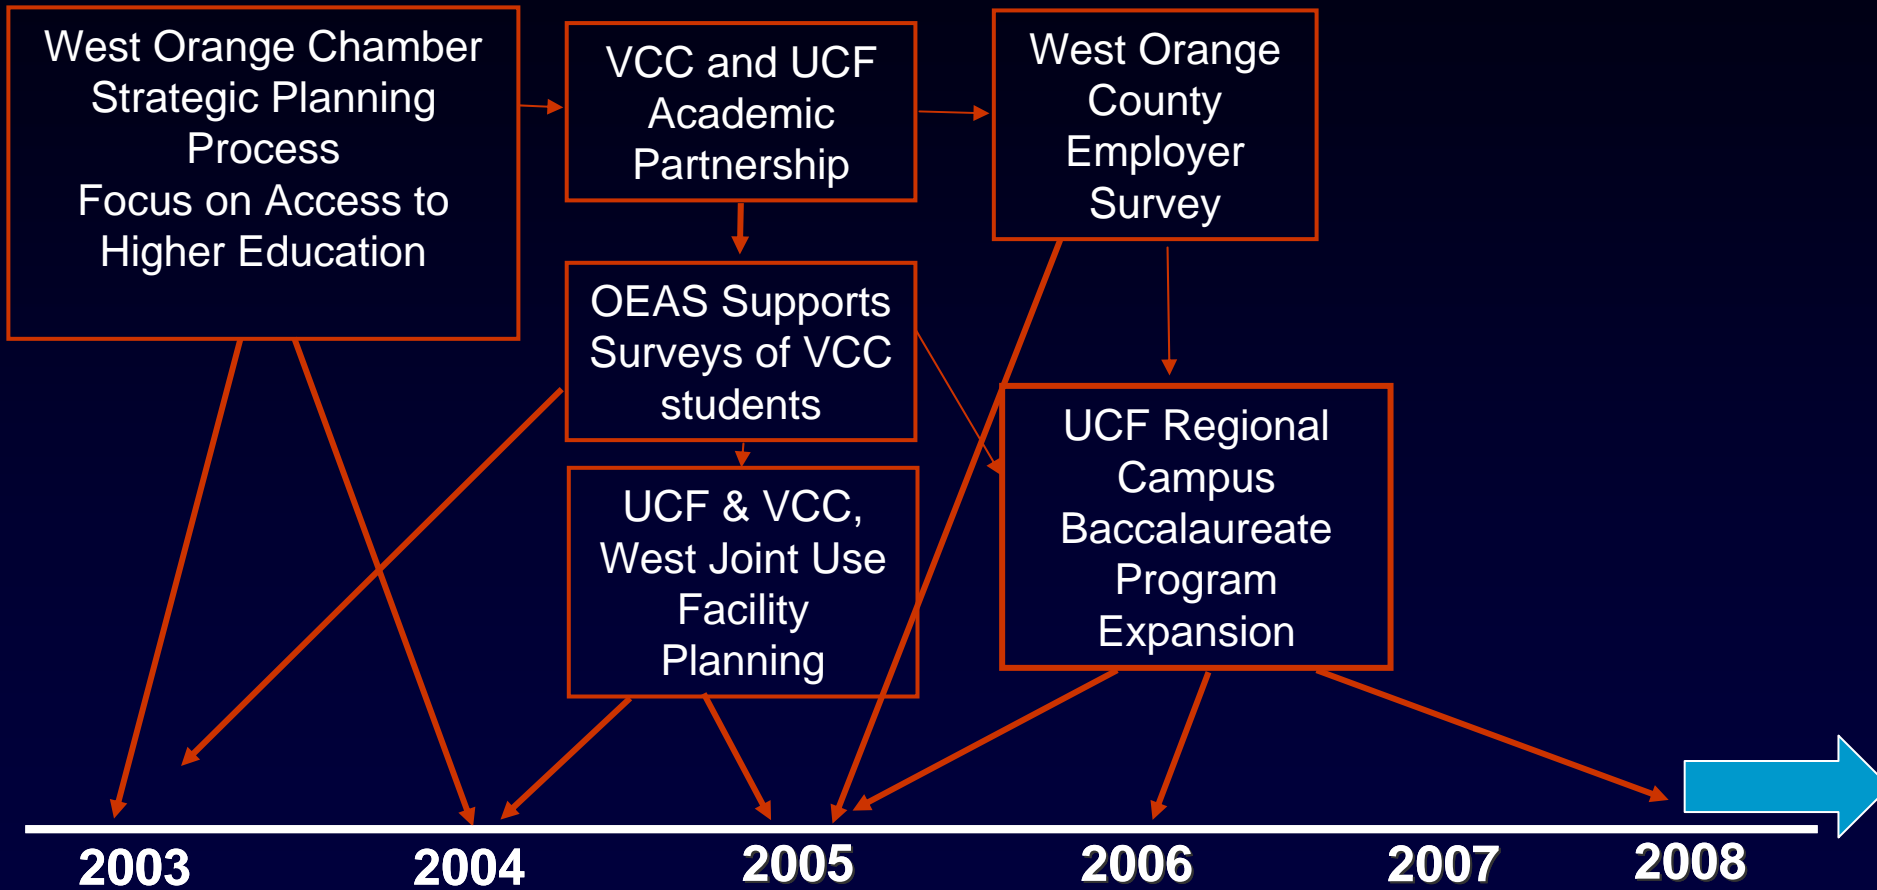 West Orange Chamber
Strategic Planning
Process
Focus on Access to
Higher Education
VCC and UCF
Academic
Partnership
West Orange
County
Employer
Survey
OEAS Supports
Surveys of VCC
students
UCF & VCC,
West Joint Use
Facility
Planning
UCF Regional
Campus
Baccalaureate
Program
Expansion
2003
2004
2005
2006
2007
2008